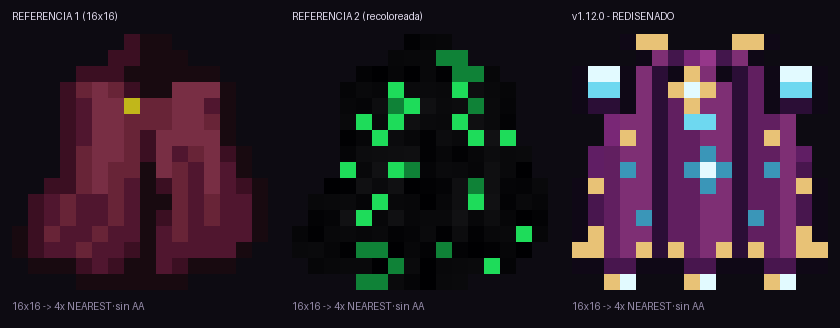 REFERENCIA 1 (16x16)
REFERENCIA 2 (recoloreada)
v1.12.0 - REDISENADO
16x16 -> 4x NEAREST·sin AA
16x16 -> 4x NEAREST·sin AA
16x16 -> 4x NEAREST·sin AA